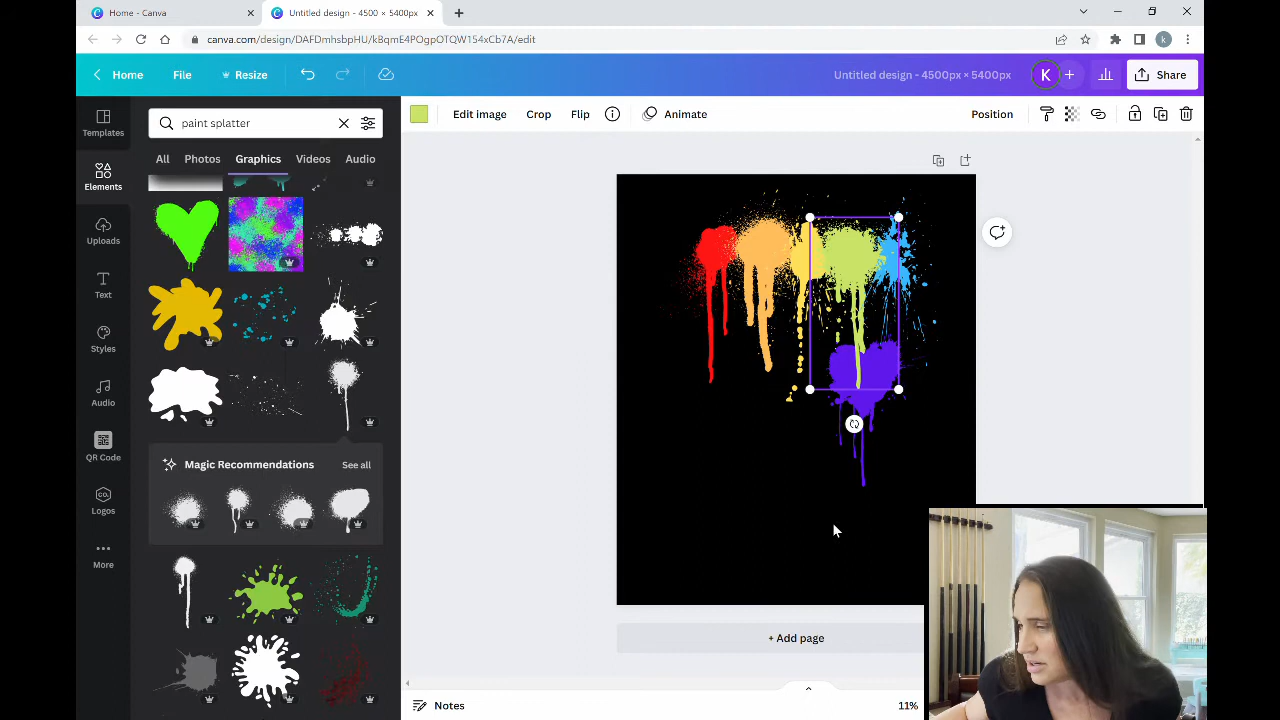 Home - Canva
Untitled design - 4500 × 5400px
canva.com/design/DAFDmhsbpHU/kBqmE4POgpOTQW154xCb7A/edit
k
Home
File
Resize
Untitled design - 4500px × 5400px
K
Share
Templates
Elements
Uploads
Text
Styles
Audio
QR Code
CO.
Logos
More
paint splatter
All
Photos
Graphics
Videos
Audio
Magic Recommendations
See all
Edit image
Crop
Flip
Animate
Position
+ Add page
Notes
11%